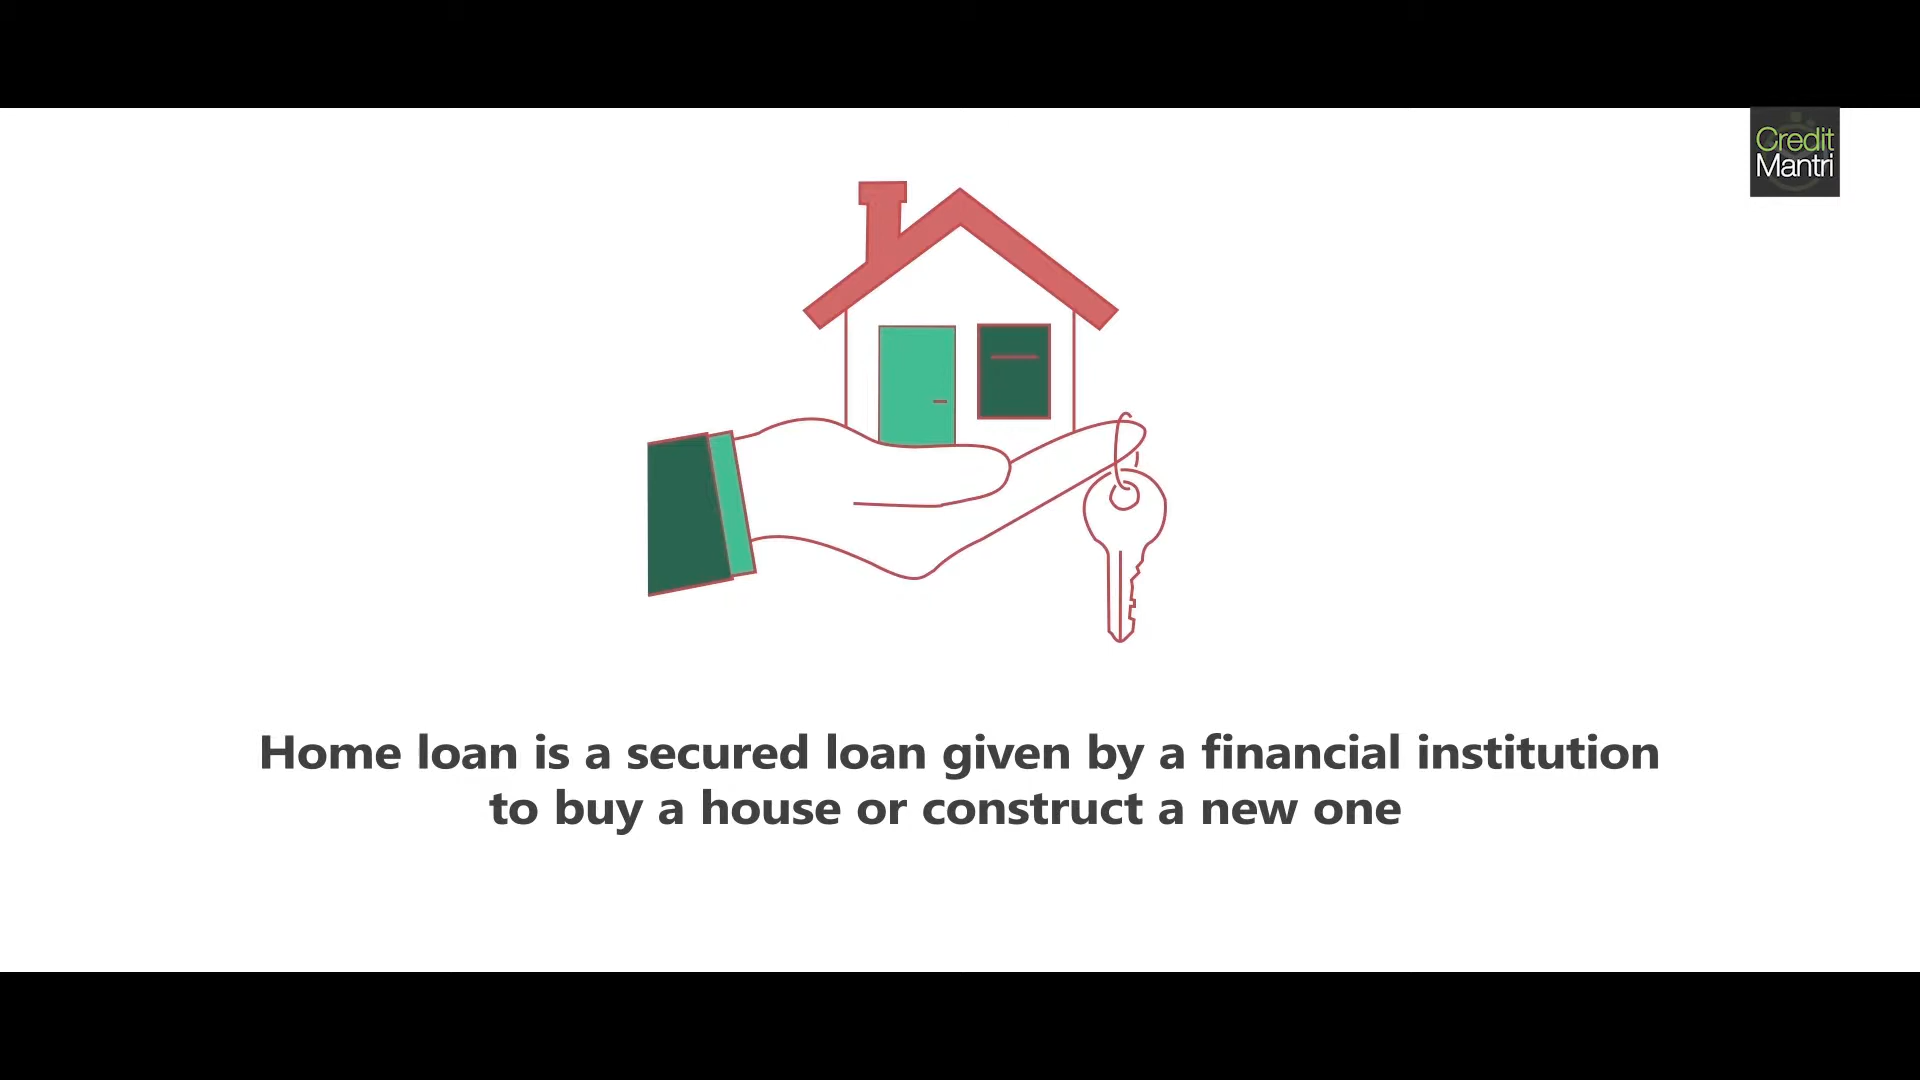 Credit
Mantri
Home loan is a secured loan given by a financial institution
to buy a house or construct a new one